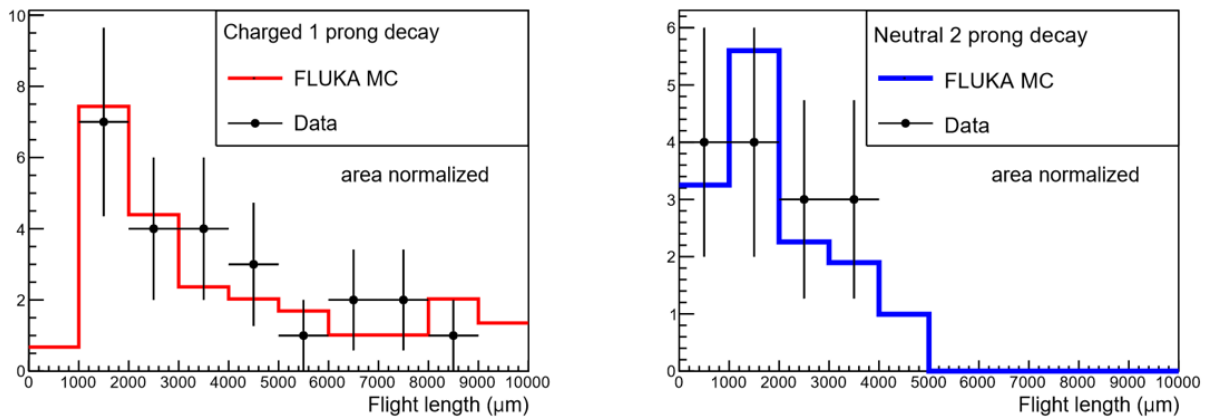 10
8
6
4
2
0
Charged 1 prong decay
FLUKA MC
Data
area normalized
0 1000 2000 3000 4000 5000 6000 7000 8000 9000 10000
Flight length (μm)
6
5
4
3
2
1
0
Neutral 2 prong decay
FLUKA MC
Data
area normalized
0 1000 2000 3000 4000 5000 6000 7000 8000 9000 10000
Flight length (μm)